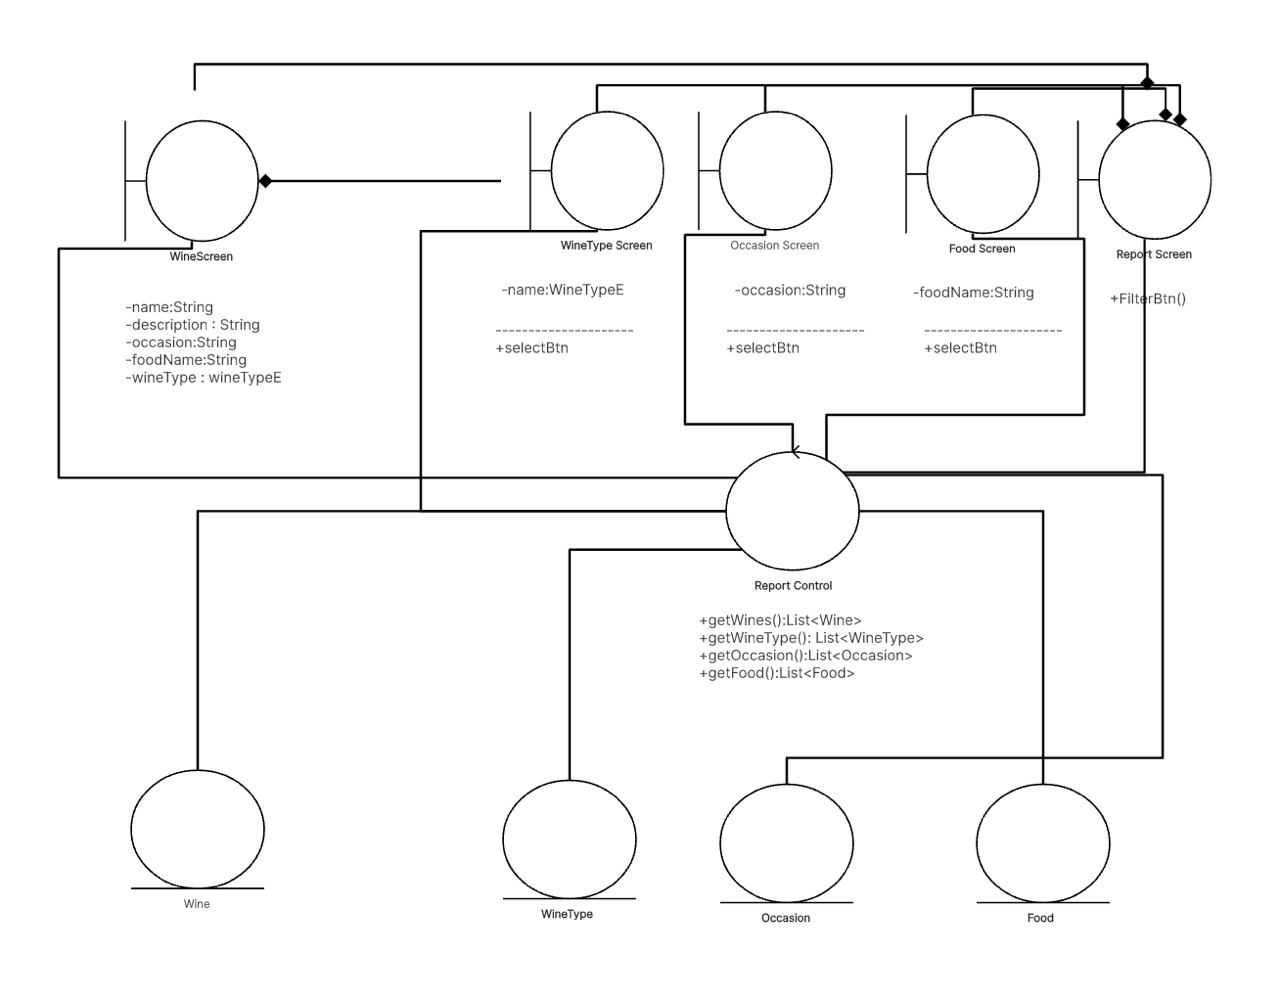 WineScreen
WineType Screen
Occasion Screen
Food Screen
Report Screen
-name:String
-description : String
-occasion:String
-foodName:String
-wineType : wineTypeE
-name:WineTypeE
---------------------
+selectBtn
-occasion:String
---------------------
+selectBtn
-foodName:String
---------------------
+selectBtn
+FilterBtn()
Report Control
+getWines():List<Wine>
+getWineType(): List<WineType>
+getOccasion():List<Occasion>
+getFood():List<Food>
Wine
WineType
Occasion
Food